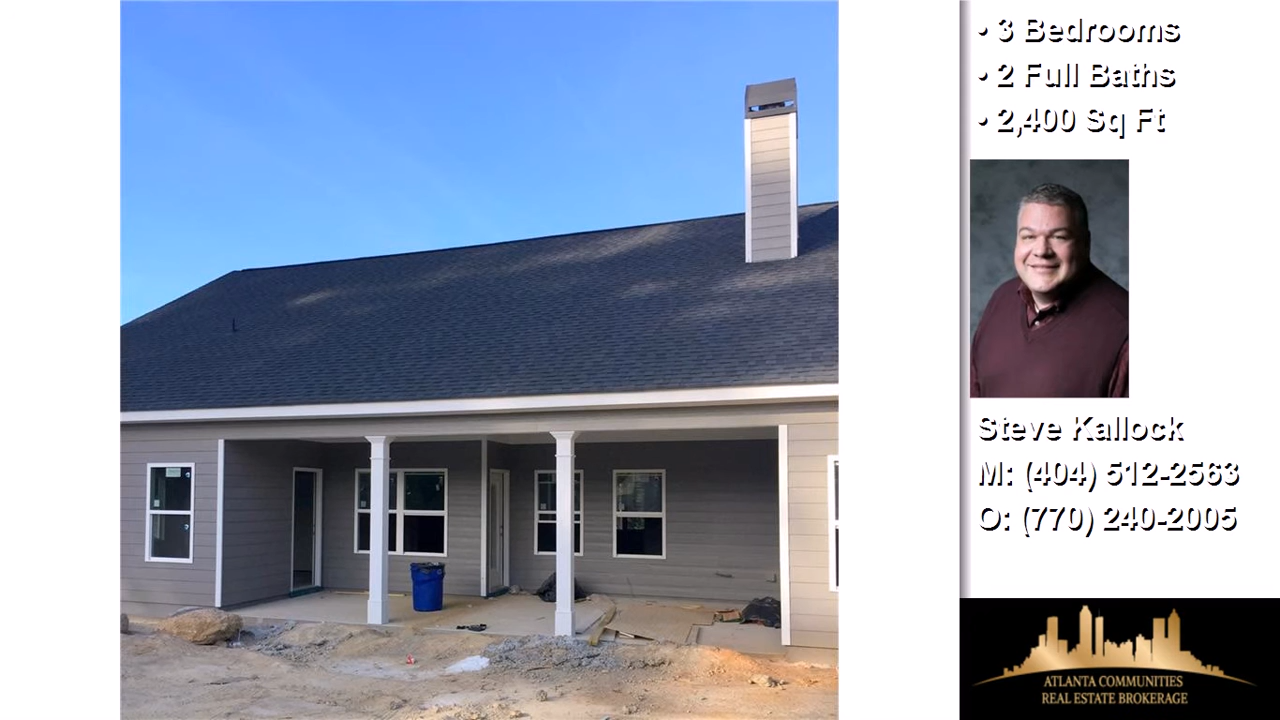 • 3 Bedrooms
• 2 Full Baths
• 2,400 Sq Ft
Steve Kallock
M: (404) 512-2563
O: (770) 240-2005
ATLANTA COMMUNITIES
REAL ESTATE BROKERAGE